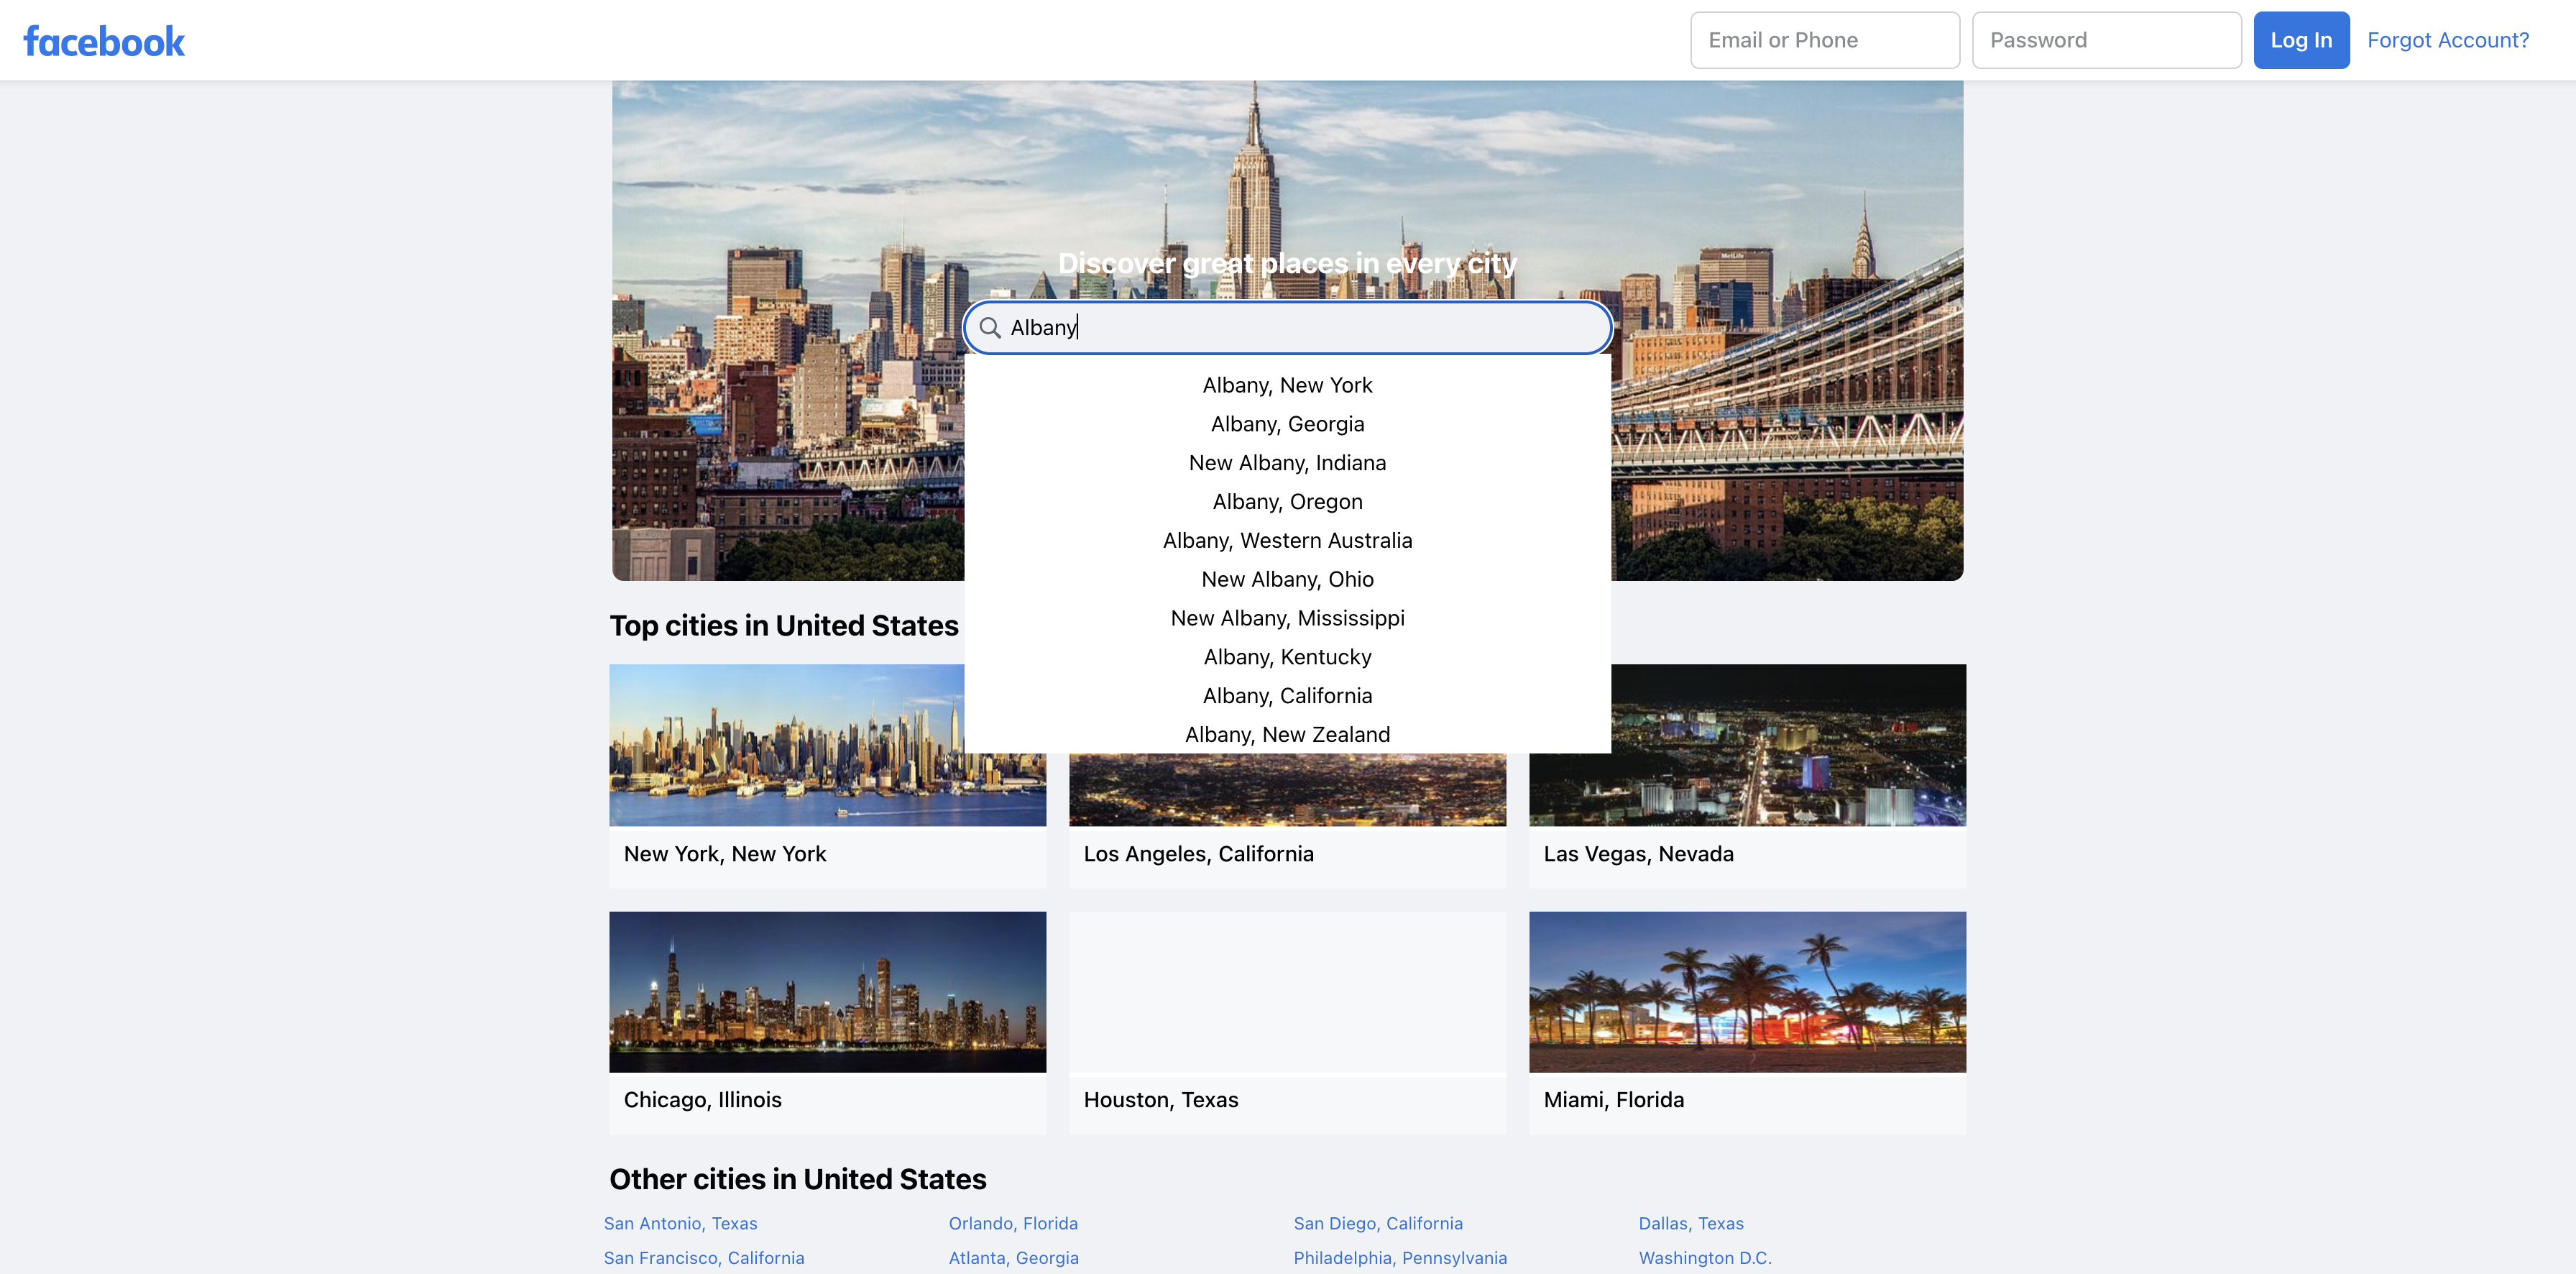 facebook
Email or Phone
Password
Log In
Forgot Account?
MetLife
Discover great places in every city
Albany
Albany, New York
Albany, Georgia
New Albany, Indiana
Albany, Oregon
Albany, Western Australia
New Albany, Ohio
New Albany, Mississippi
Albany, Kentucky
Albany, California
Albany, New Zealand
Top cities in United States
New York, New York
Los Angeles, California
Las Vegas, Nevada
Chicago, Illinois
Houston, Texas
Miami, Florida
Other cities in United States
San Antonio, Texas
Orlando, Florida
San Diego, California
Dallas, Texas
San Francisco, California
Atlanta, Georgia
Philadelphia, Pennsylvania
Washington D.C.